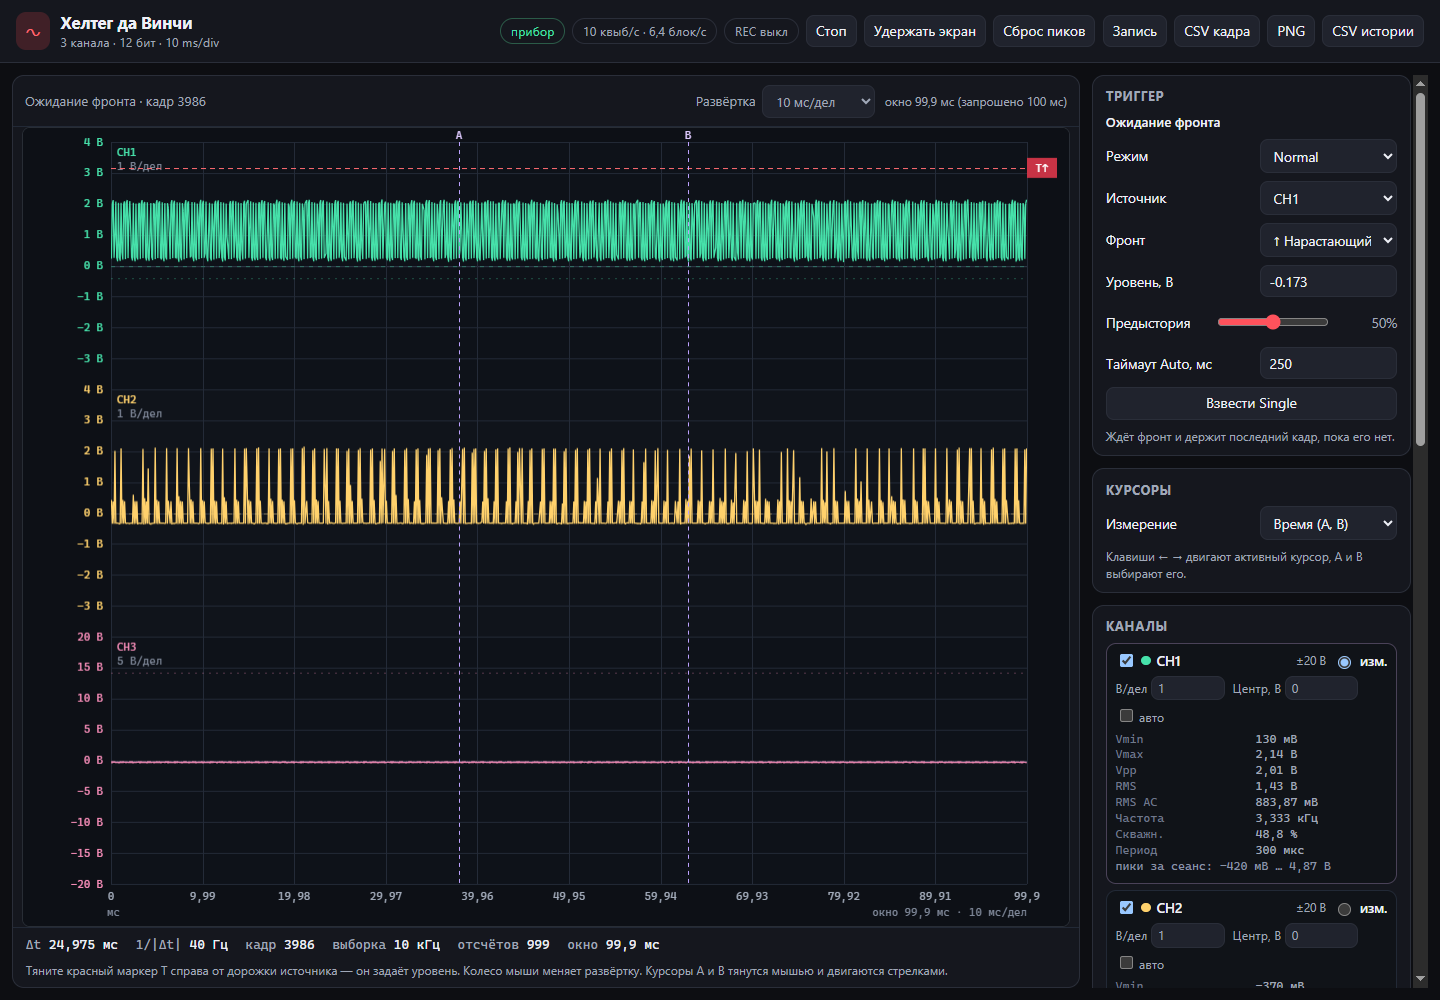 Хелтег да Винчи
3 канала · 12 бит · 10 ms/div
прибор
10 квыб/с · 6,4 блок/с
REC выкл
Стоп
Удержать экран
Сброс пиков
Запись
CSV кадра
PNG
CSV истории
Ожидание фронта · кадр 3986
Развёртка
10 мс/дел
окно 99,9 мс (запрошено 100 мс)
A
B
4 В
3 В
2 В
1 В
0 В
−1 В
−2 В
−3 В
CH1
1 В/дел
T↑
4 В
3 В
2 В
1 В
0 В
−1 В
−2 В
−3 В
CH2
1 В/дел
20 В
15 В
10 В
5 В
0 В
−5 В
−10 В
−15 В
−20 В
CH3
5 В/дел
0
9,99
19,98
29,97
39,96
49,95
59,94
69,93
79,92
89,91
99,9
мс
окно 99,9 мс · 10 мс/дел
Δt 24,975 мс
1/|Δt| 40 Гц
кадр 3986
выборка 10 кГц
отсчётов 999
окно 99,9 мс
Тяните красный маркер T справа от дорожки источника — он задаёт уровень. Колесо мыши меняет развёртку. Курсоры A и B тянутся мышью и двигаются стрелками.
ТРИГГЕР
Ожидание фронта
Режим
Normal
Источник
CH1
Фронт
↑ Нарастающий
Уровень, В
-0.173
Предыстория
50%
Таймаут Auto, мс
250
Взвести Single
Ждёт фронт и держит последний кадр, пока его нет.
КУРСОРЫ
Измерение
Время (A, B)
Клавиши ← → двигают активный курсор, A и B
выбирают его.
КАНАЛЫ
CH1
±20 В
изм.
В/дел
1
Центр, В
0
авто
Vmin 130 мВ
Vmax 2,14 В
Vpp 2,01 В
RMS 1,43 В
RMS AC 883,87 мВ
Частота 3,333 кГц
Скважн. 48,8 %
Период 300 мкс
пики за сеанс: −420 мВ … 4,87 В
CH2
±20 В
изм.
В/дел
1
Центр, В
0
авто
Vmin −370 мВ